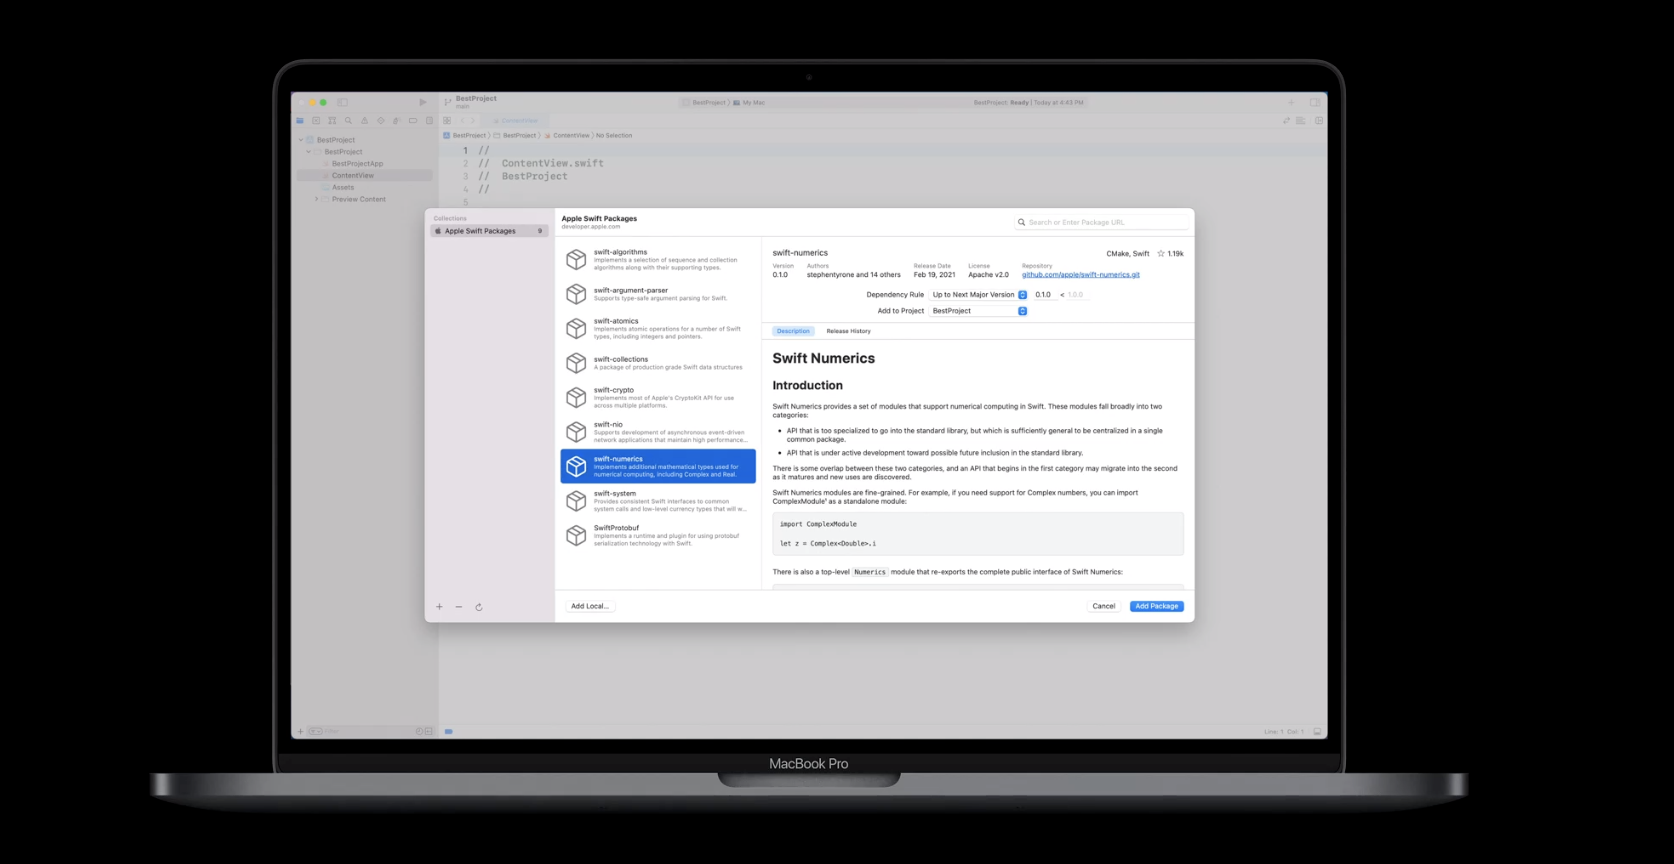 BestProject
main
BestProject
My Mac
BestProject: Ready | Today at 4:43 PM
ContentView
BestProject
BestProject
BestProjectApp
ContentView
Assets
Preview Content
BestProject
BestProject
ContentView
No Selection
1 //
2 // ContentView.swift
3 // BestProject
4 //
5
Collections
Apple Swift Packages 9
Apple Swift Packages
developer.apple.com
Search or Enter Package URL
swift-algorithms
Implements a selection of sequence and collection
algorithms along with their supporting types.
swift-argument-parser
Supports type-safe argument parsing for Swift.
swift-atomics
Implements atomic operations for a number of Swift
types, including integers and pointers.
swift-collections
A package of production grade Swift data structures
swift-crypto
Implements most of Apple's CryptoKit API for use
across multiple platforms.
swift-nio
Supports development of asynchronous event-driven
network applications that maintain high performance...
swift-numerics
Implements additional mathematical types used for
numerical computing, including Complex and Real.
swift-system
Provides consistent Swift interfaces to common
system calls and low-level currency types that will w...
SwiftProtobuf
Implements a runtime and plugin for using protobuf
serialization technology with Swift.
swift-numerics
CMake, Swift ☆ 1.19k
Version Authors Release Date License Repository
0.1.0 stephentyrone and 14 others Feb 19, 2021 Apache v2.0 github.com/apple/swift-numerics.git
Dependency Rule Up to Next Major Version 0.1.0 < 1.0.0
Add to Project BestProject
Description Release History
Swift Numerics
Introduction
Swift Numerics provides a set of modules that support numerical computing in Swift. These modules fall broadly into two
categories:
• API that is too specialized to go into the standard library, but which is sufficiently general to be centralized in a single
common package.
• API that is under active development toward possible future inclusion in the standard library.
There is some overlap between these two categories, and an API that begins in the first category may migrate into the second
as it matures and new uses are discovered.
Swift Numerics modules are fine-grained. For example, if you need support for Complex numbers, you can import
ComplexModule¹ as a standalone module:
import ComplexModule
let z = Complex<Double>.i
There is also a top-level Numerics module that re-exports the complete public interface of Swift Numerics:
Add Local...
Cancel
Add Package
Filter
Line: 1 Col: 1
MacBook Pro